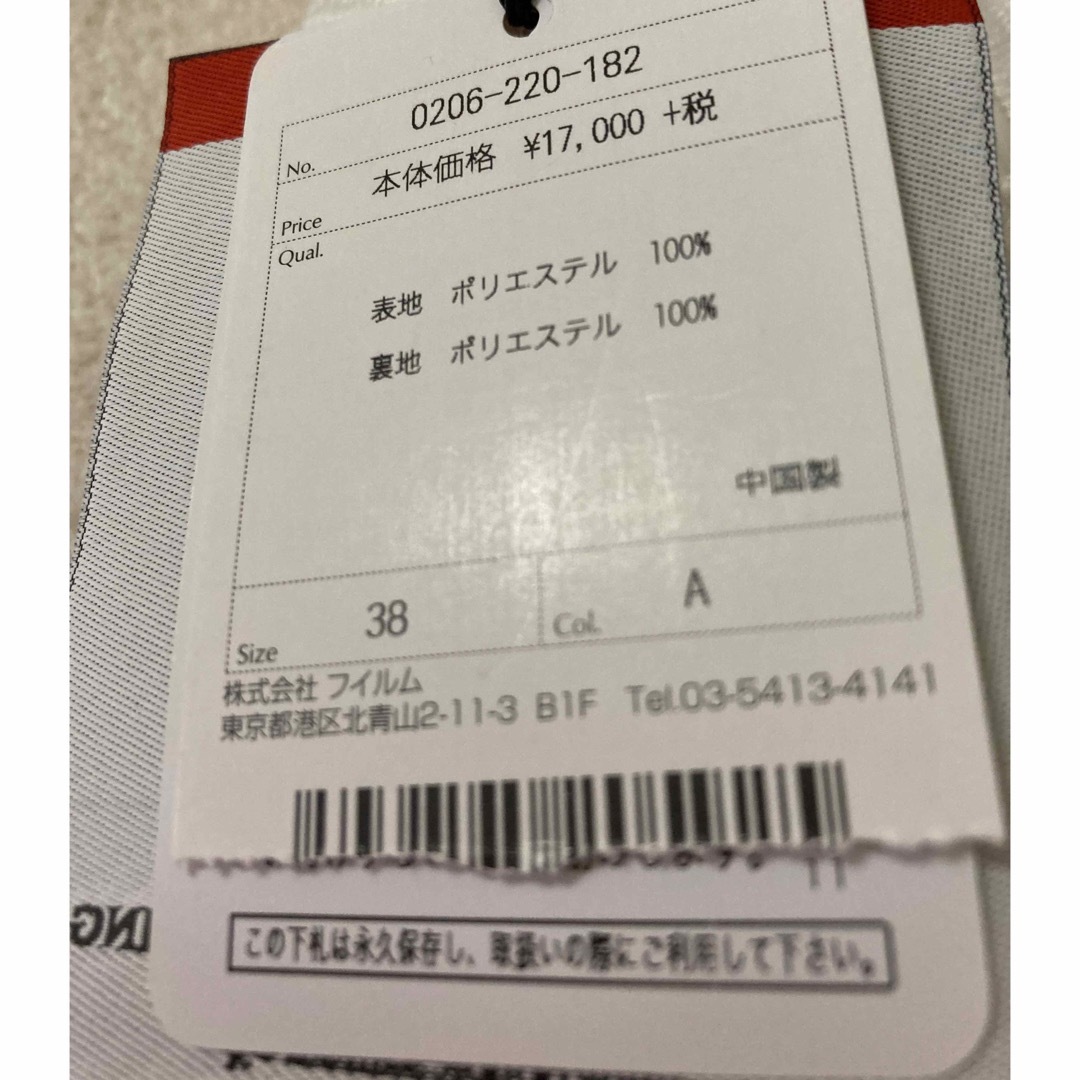 No. 0206-220-182
Price 本体価格 ¥17,000 +税
Qual.
表地 ポリエステル 100%
裏地 ポリエステル 100%
中国製
Size 38 Col. A
株式会社 フイルム
東京都港区北青山2-11-3 B1F Tel.03-5413-4141
この下札は永久保存し、取扱いの際にご利用して下さい。